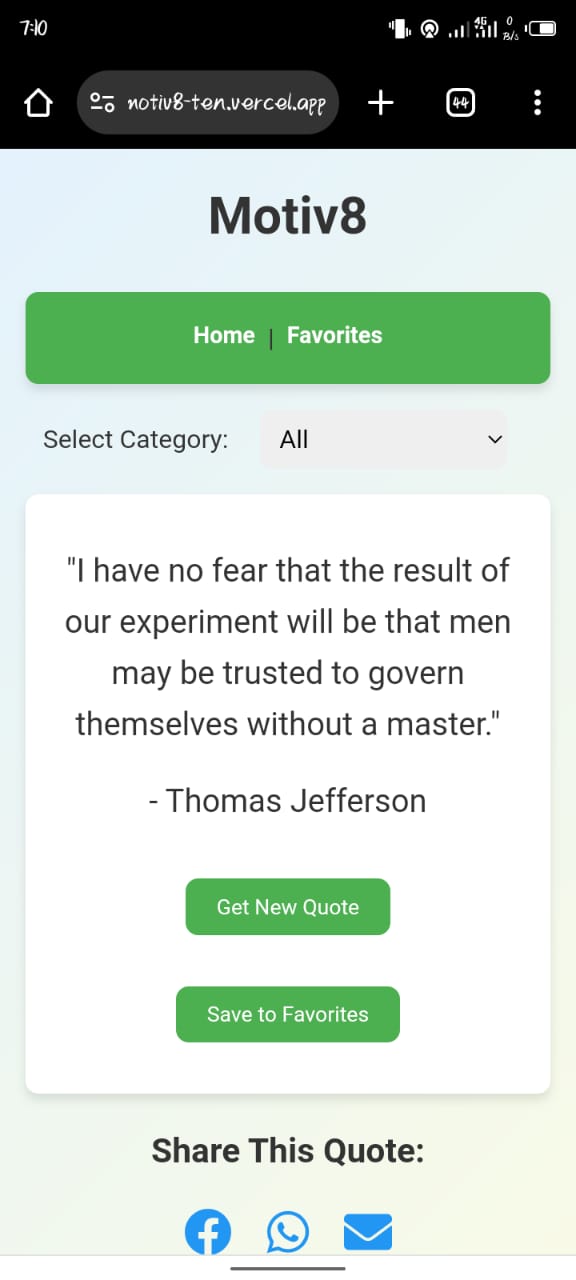 7:10
4G
0
B/s
notiv8-ten.vercel.app
44
Motiv8
Home | Favorites
Select Category: All
"I have no fear that the result of
our experiment will be that men
may be trusted to govern
themselves without a master."
- Thomas Jefferson
Get New Quote
Save to Favorites
Share This Quote: